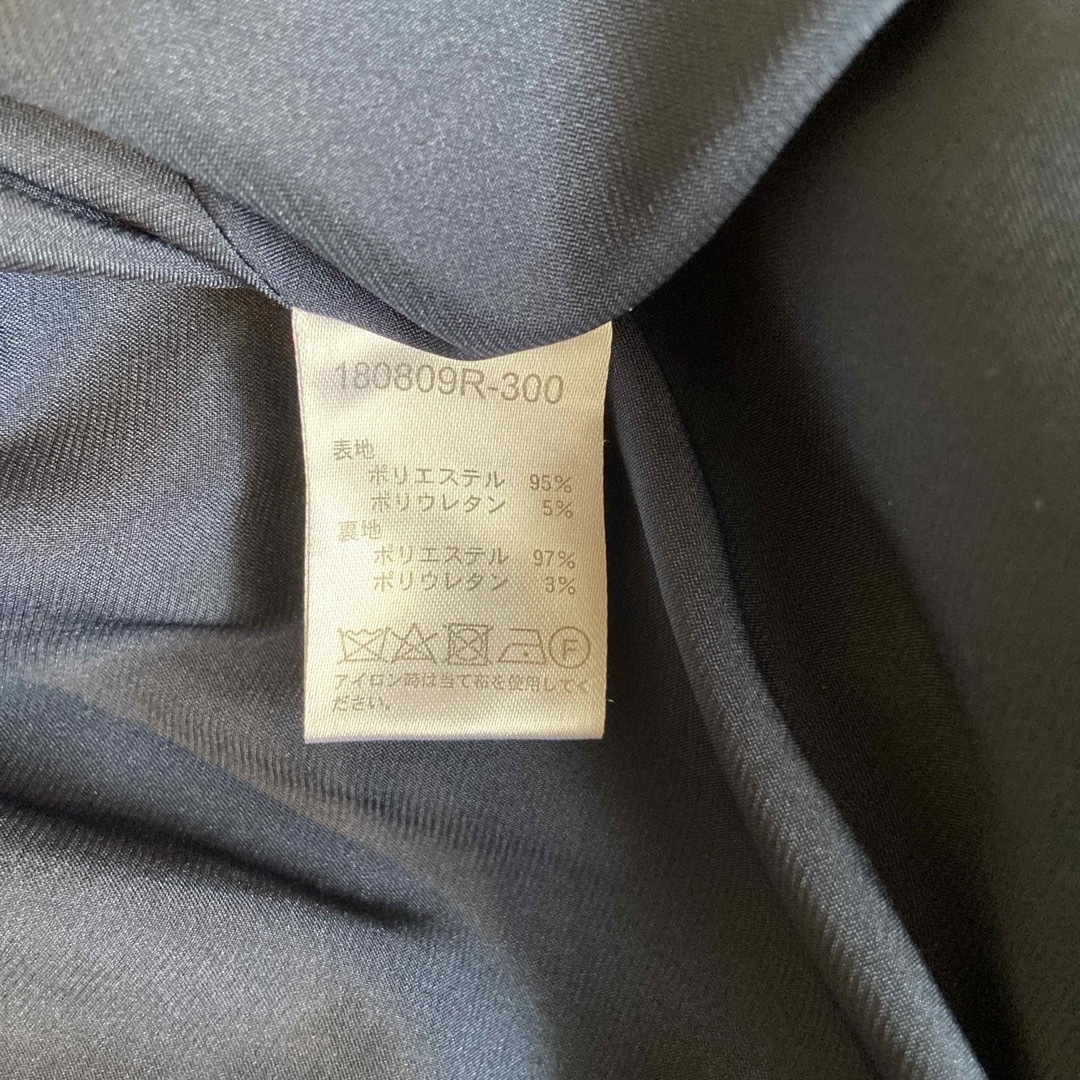 180809R-300
表地
ポリエステル 95%
ポリウレタン 5%
裏地
ポリエステル 97%
ポリウレタン 3%
F
アイロン時は当て布を使用してく
ださい。